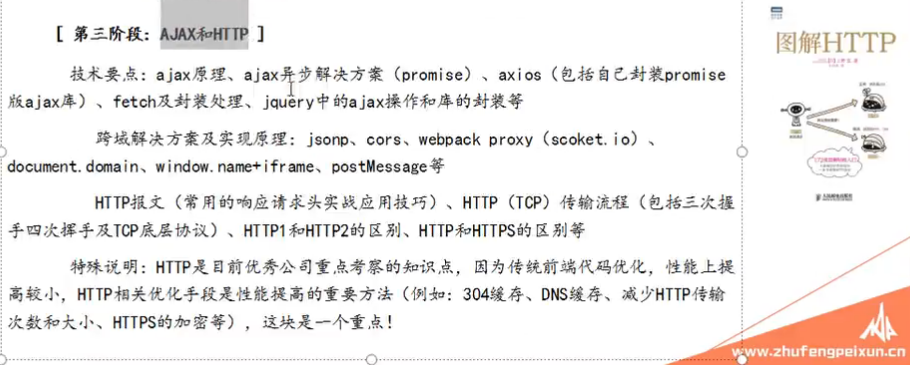 [ 第三阶段：AJAX和HTTP ]
技术要点：ajax原理、ajax异步解决方案（promise）、axios（包括自己封装promise
版ajax库）、fetch及封装处理、jquery中的ajax操作和库的封装等
跨域解决方案及实现原理：jsonp、cors、webpack proxy（scoket.io）、
document.domain、window.name+iframe、postMessage等
HTTP报文（常用的响应请求头实战应用技巧）、HTTP（TCP）传输流程（包括三次握
手四次挥手及TCP底层协议）、HTTP1和HTTP2的区别、HTTP和HTTPS的区别等
特殊说明：HTTP是目前优秀公司重点考察的知识点，因为传统前端代码优化，性能上提
高较小，HTTP相关优化手段是性能提高的重要方法（例如：304缓存、DNS缓存、减少HTTP传输
次数和大小、HTTPS的加密等），这块是一个重点！
图解HTTP
www.zhufengpeixun.cn